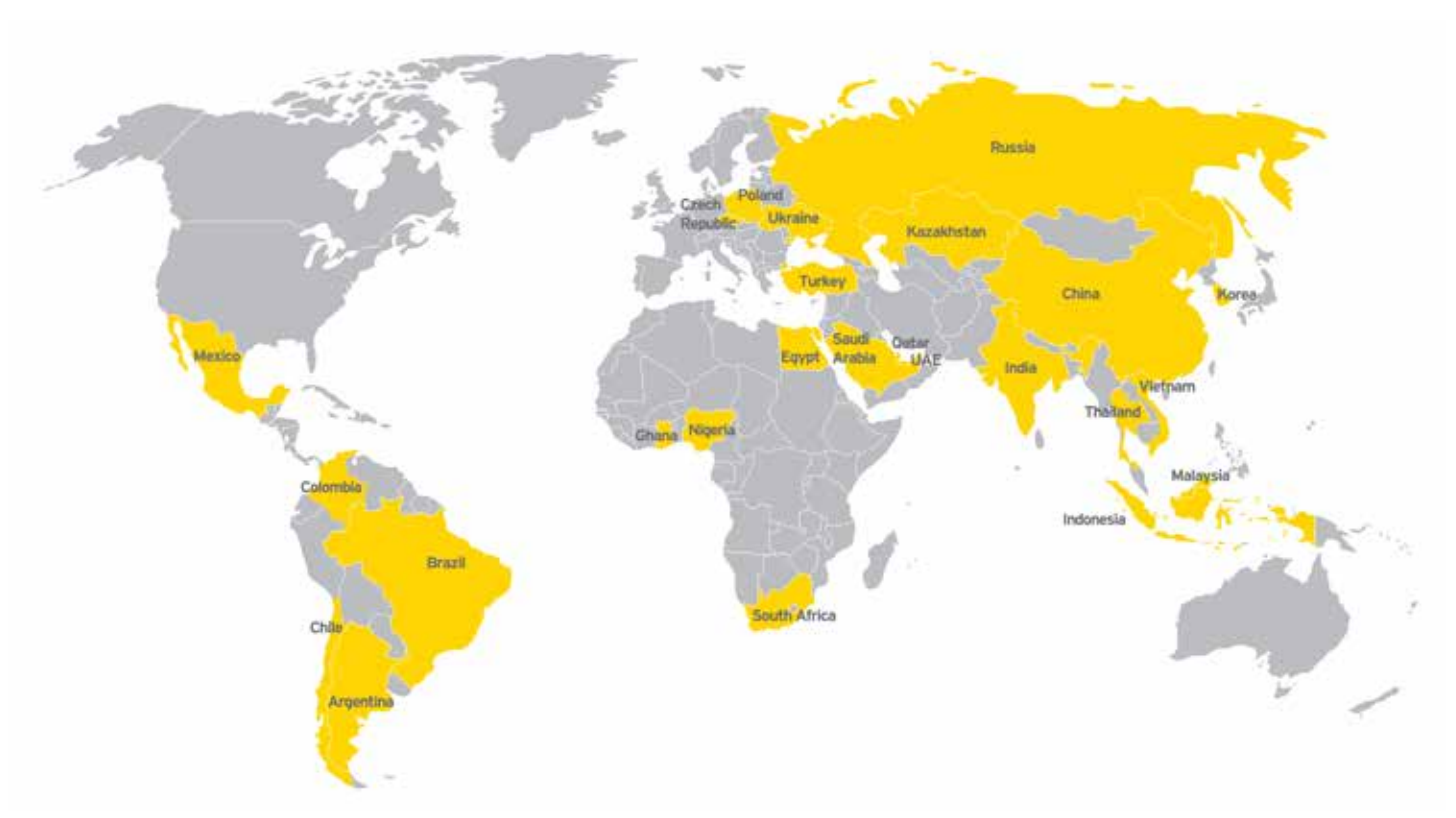 Russia
Poland
Czech
Republic
Ukraine
Kazakhstan
Turkey
China
Korea
Mexico
Egypt
Saudi
Arabia
Qatar
UAE
India
Vietnam
Thailand
Ghana
Nigeria
Malaysia
Colombia
Indonesia
Brazil
South Africa
Chile
Argentina